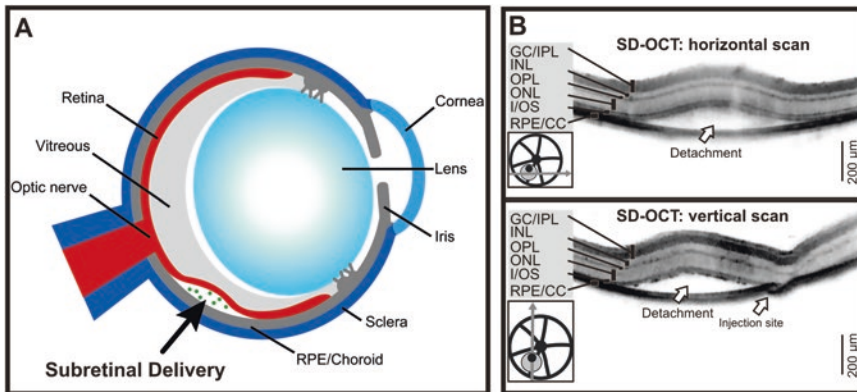 A
Retina
Vitreous
Optic nerve
Cornea
Lens
Iris
Sclera
RPE/Choroid
Subretinal Delivery
B
SD-OCT: horizontal scan
GC/IPL
INL
OPL
ONL
I/OS
RPE/CC
Detachment
200 µm
SD-OCT: vertical scan
GC/IPL
INL
OPL
ONL
I/OS
RPE/CC
Detachment
Injection site
200 µm